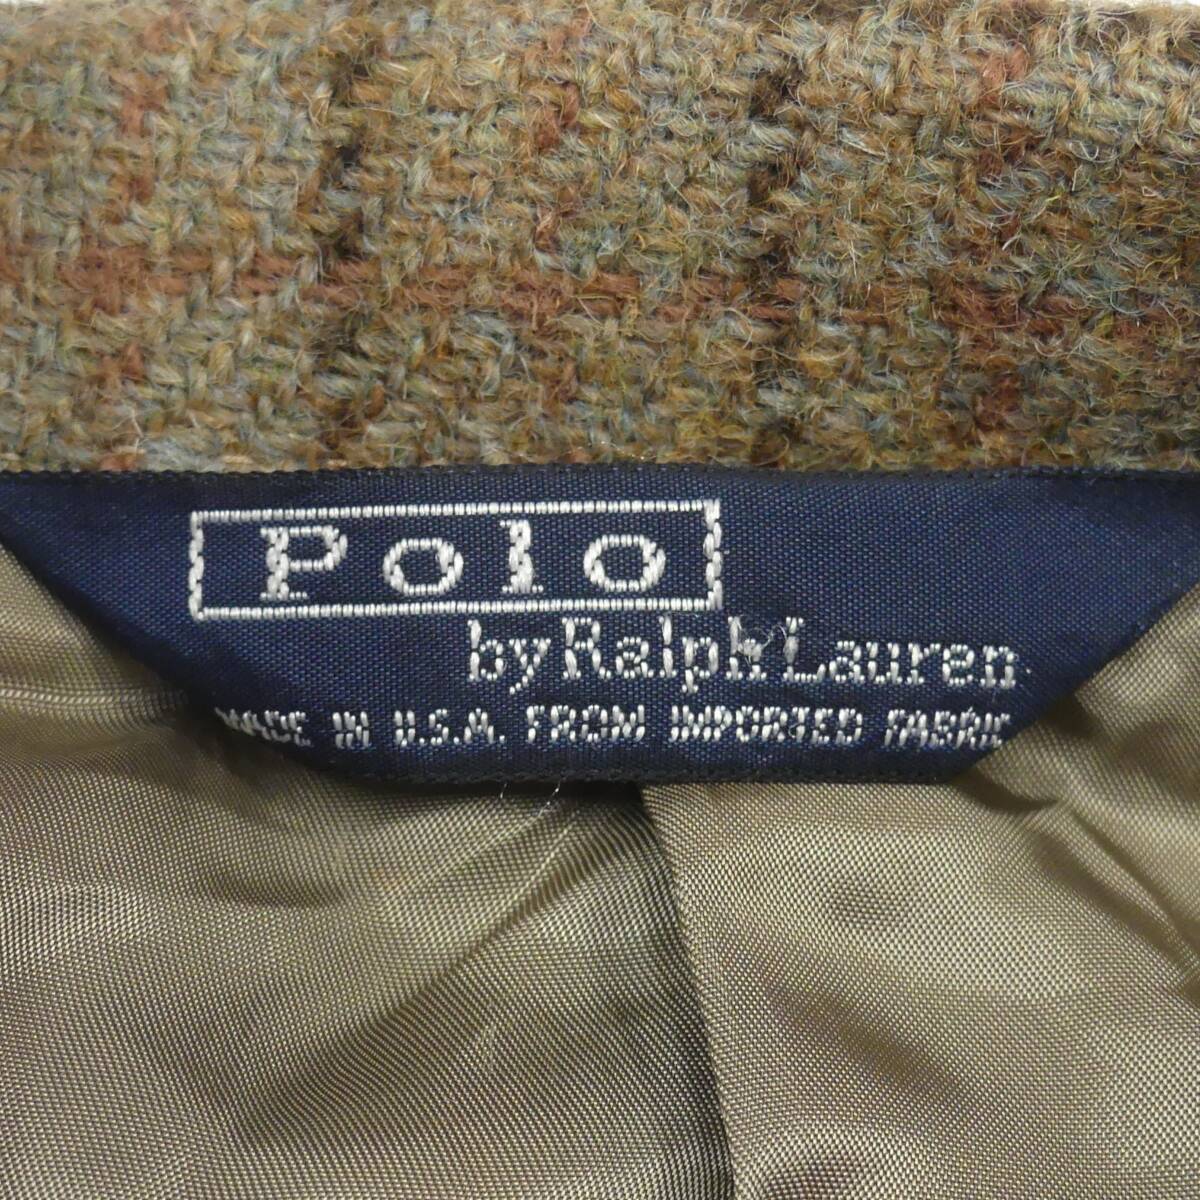 Polo
by Ralph Lauren
MADE IN U.S.A. FROM IMPORTED FABRIC